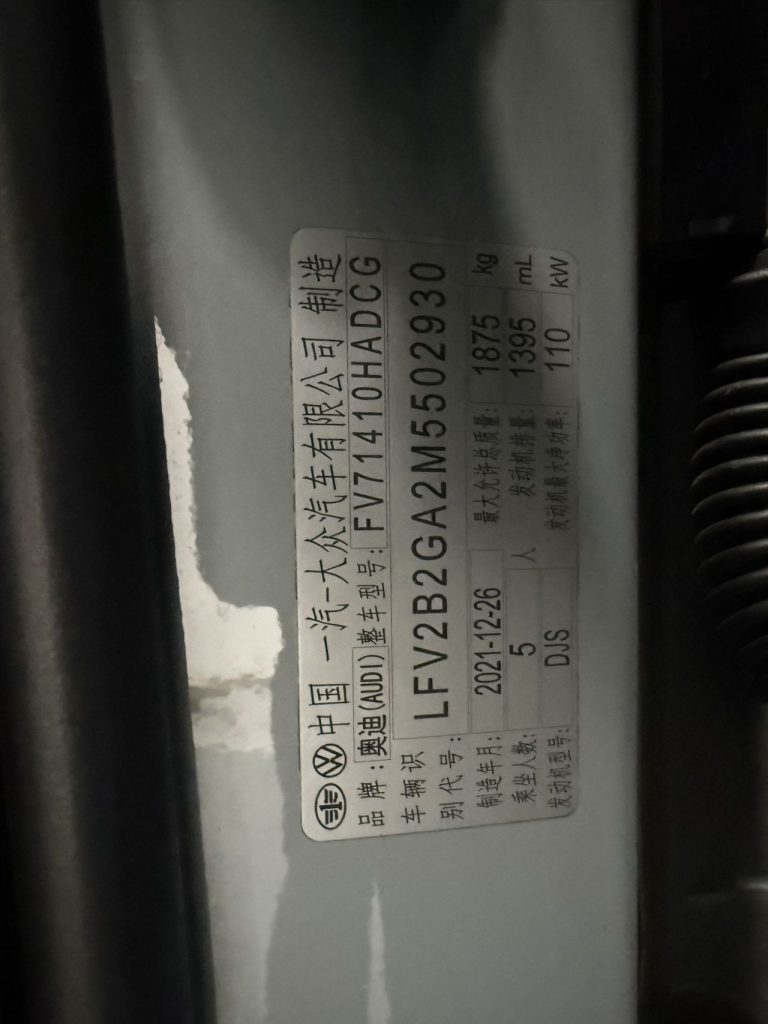 中国 一汽-大众汽车有限公司 制造
品牌:奥迪(AUDI) 整车型号: FV71410HADCG
车辆识别代号: LFV2B2GA2M5502930
制造年月: 2021-12-26 最大允许总质量: 1875 kg
乘坐人数: 5 人 发动机排量: 1395 mL
发动机型号: DJS 发动机最大净功率: 110 kW